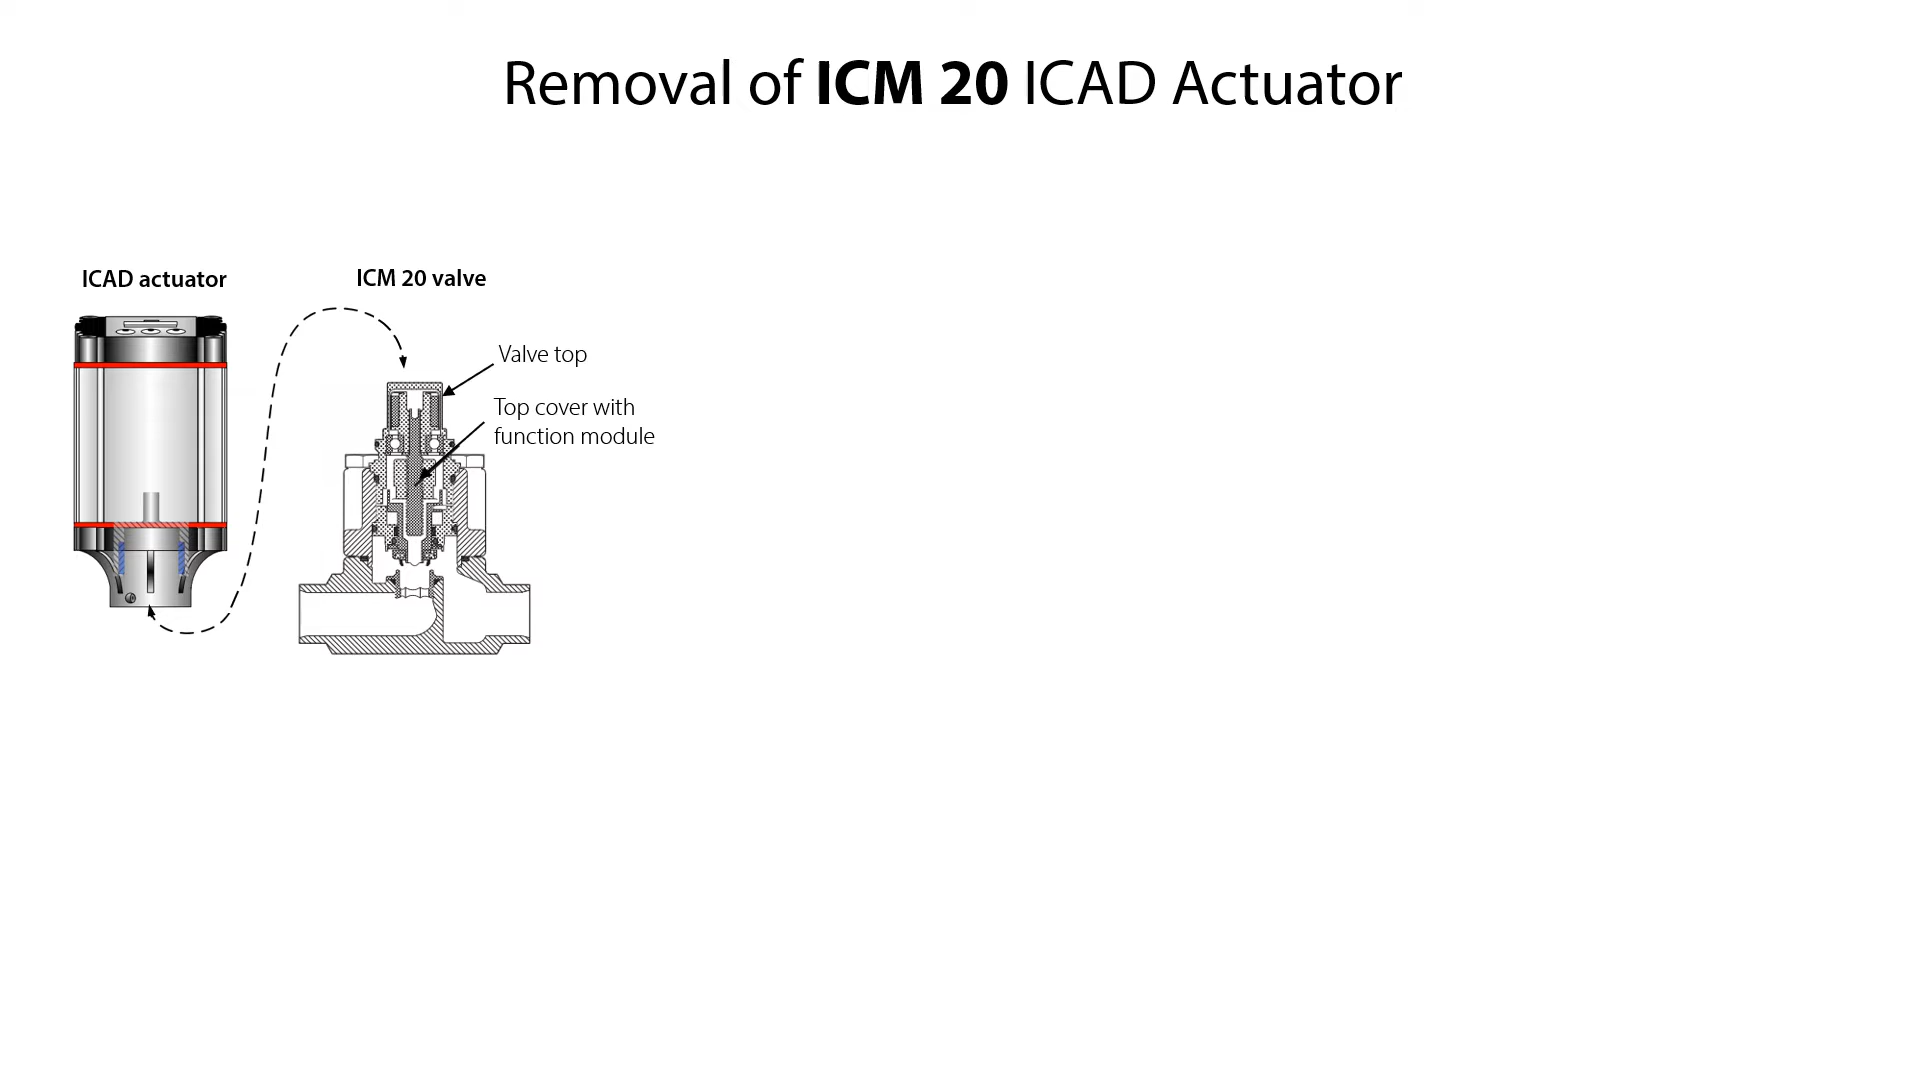 Removal of ICM 20 ICAD Actuator
ICAD actuator
ICM 20 valve
Valve top
Top cover with
function module